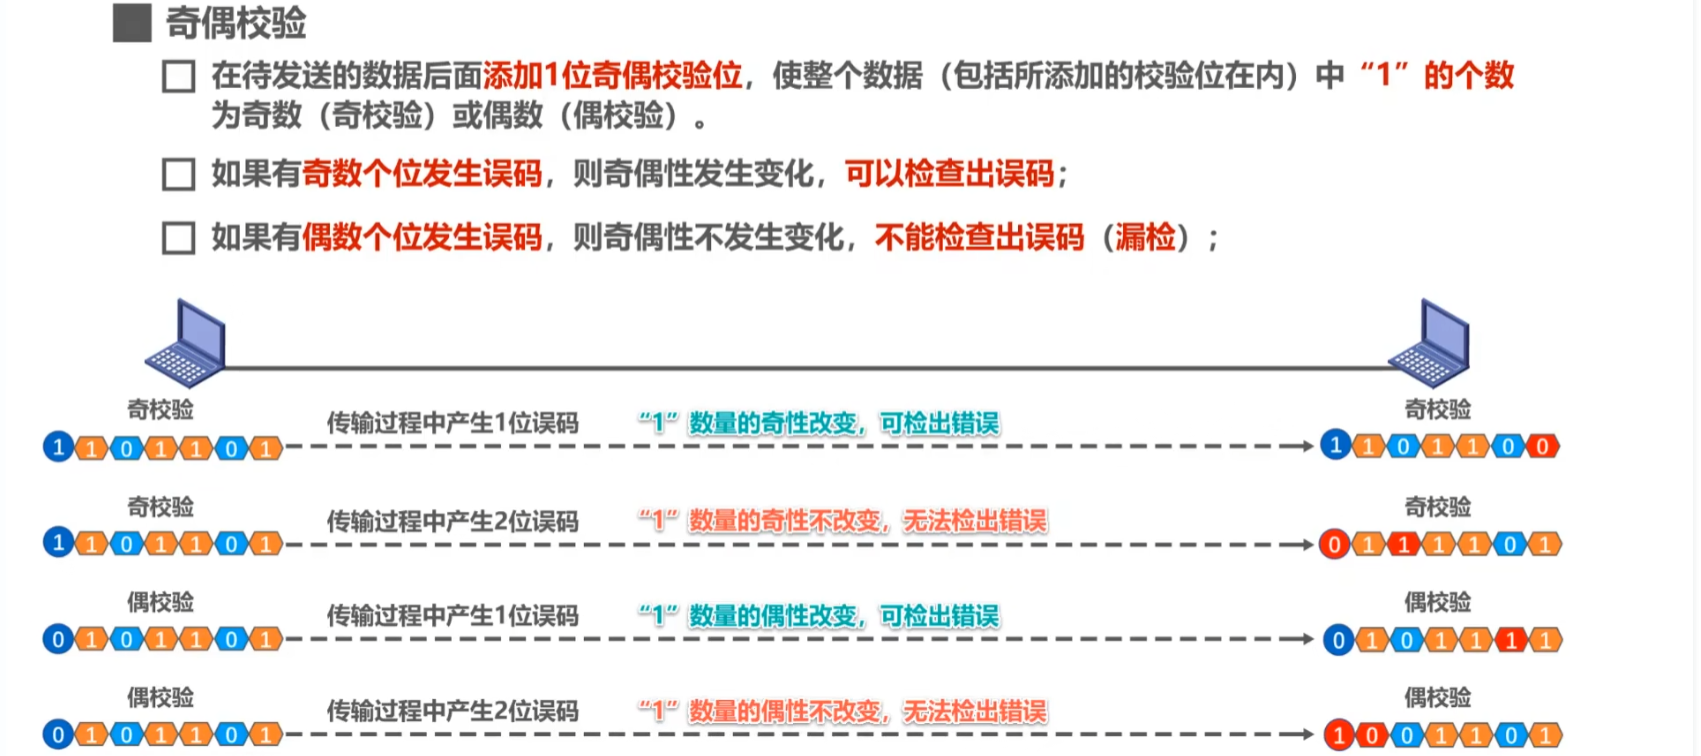 奇偶校验
在待发送的数据后面添加1位奇偶校验位，使整个数据（包括所添加的校验位在内）中“1”的个数
为奇数（奇校验）或偶数（偶校验）。
如果有奇数个位发生误码，则奇偶性发生变化，可以检查出误码；
如果有偶数个位发生误码，则奇偶性不发生变化，不能检查出误码（漏检）；
奇校验 传输过程中产生1位误码 “1”数量的奇性改变，可检出错误 奇校验
1 1 0 1 1 0 1 1 1 0 1 1 0 0
奇校验 传输过程中产生2位误码 “1”数量的奇性不改变，无法检出错误 奇校验
1 1 0 1 1 0 1 0 1 1 1 1 0 1
偶校验 传输过程中产生1位误码 “1”数量的偶性改变，可检出错误 偶校验
0 1 0 1 1 0 1 0 1 0 1 1 1 1
偶校验 传输过程中产生2位误码 “1”数量的偶性不改变，无法检出错误 偶校验
0 1 0 1 1 0 1 1 0 0 1 1 0 1